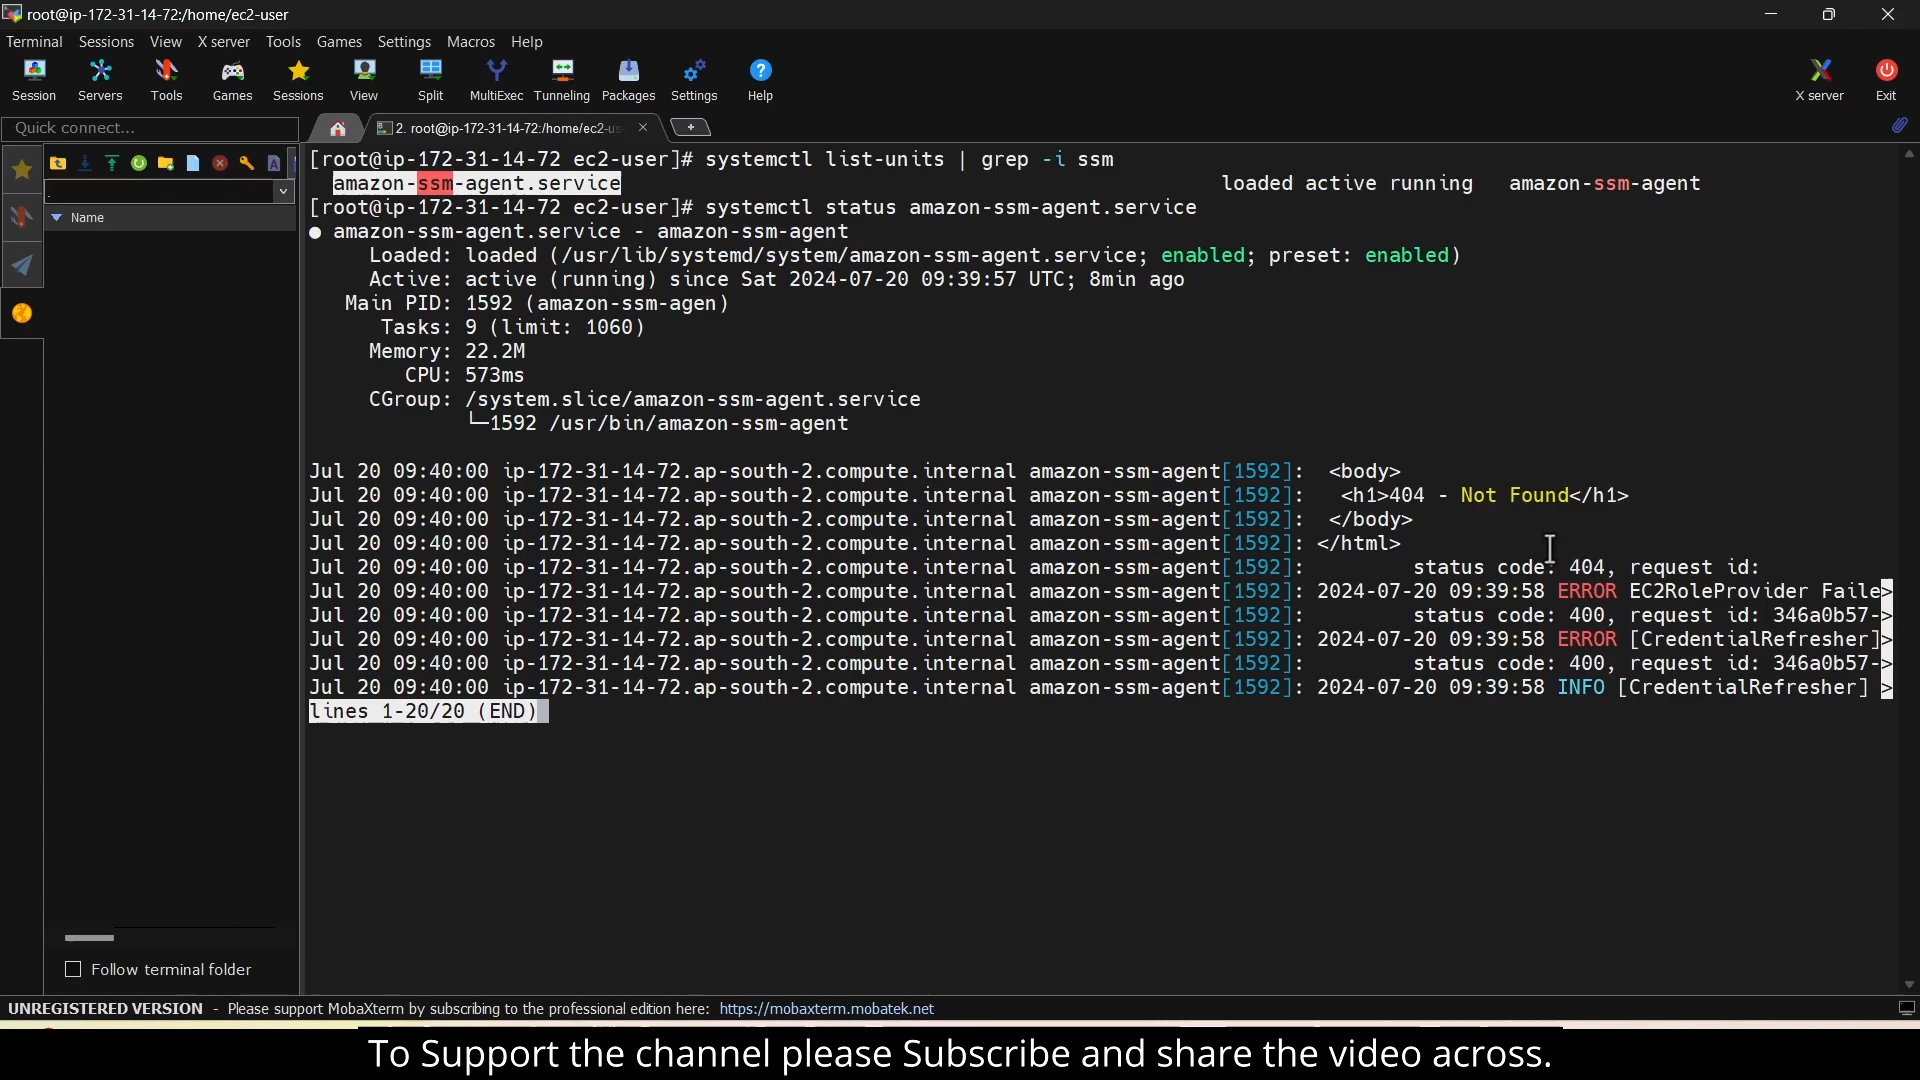 root@ip-172-31-14-72:/home/ec2-user
Terminal Sessions View X server Tools Games Settings Macros Help
Session Servers Tools Games Sessions View Split MultiExec Tunneling Packages Settings Help X server Exit
Quick connect...
2. root@ip-172-31-14-72:/home/ec2-us
Name
[root@ip-172-31-14-72 ec2-user]# systemctl list-units | grep -i ssm
amazon-ssm-agent.service loaded active running amazon-ssm-agent
[root@ip-172-31-14-72 ec2-user]# systemctl status amazon-ssm-agent.service
● amazon-ssm-agent.service - amazon-ssm-agent
Loaded: loaded (/usr/lib/systemd/system/amazon-ssm-agent.service; enabled; preset: enabled)
Active: active (running) since Sat 2024-07-20 09:39:57 UTC; 8min ago
Main PID: 1592 (amazon-ssm-agen)
Tasks: 9 (limit: 1060)
Memory: 22.2M
CPU: 573ms
CGroup: /system.slice/amazon-ssm-agent.service
└─1592 /usr/bin/amazon-ssm-agent
Jul 20 09:40:00 ip-172-31-14-72.ap-south-2.compute.internal amazon-ssm-agent[1592]: <body>
Jul 20 09:40:00 ip-172-31-14-72.ap-south-2.compute.internal amazon-ssm-agent[1592]: <h1>404 - Not Found</h1>
Jul 20 09:40:00 ip-172-31-14-72.ap-south-2.compute.internal amazon-ssm-agent[1592]: </body>
Jul 20 09:40:00 ip-172-31-14-72.ap-south-2.compute.internal amazon-ssm-agent[1592]: </html>
Jul 20 09:40:00 ip-172-31-14-72.ap-south-2.compute.internal amazon-ssm-agent[1592]: status code: 404, request id:
Jul 20 09:40:00 ip-172-31-14-72.ap-south-2.compute.internal amazon-ssm-agent[1592]: 2024-07-20 09:39:58 ERROR EC2RoleProvider Faile>
Jul 20 09:40:00 ip-172-31-14-72.ap-south-2.compute.internal amazon-ssm-agent[1592]: status code: 400, request id: 346a0b57->
Jul 20 09:40:00 ip-172-31-14-72.ap-south-2.compute.internal amazon-ssm-agent[1592]: 2024-07-20 09:39:58 ERROR [CredentialRefresher]>
Jul 20 09:40:00 ip-172-31-14-72.ap-south-2.compute.internal amazon-ssm-agent[1592]: status code: 400, request id: 346a0b57->
Jul 20 09:40:00 ip-172-31-14-72.ap-south-2.compute.internal amazon-ssm-agent[1592]: 2024-07-20 09:39:58 INFO [CredentialRefresher] >
lines 1-20/20 (END)
Follow terminal folder
UNREGISTERED VERSION - Please support MobaXterm by subscribing to the professional edition here: https://mobaxterm.mobatek.net
To Support the channel please Subscribe and share the video across.